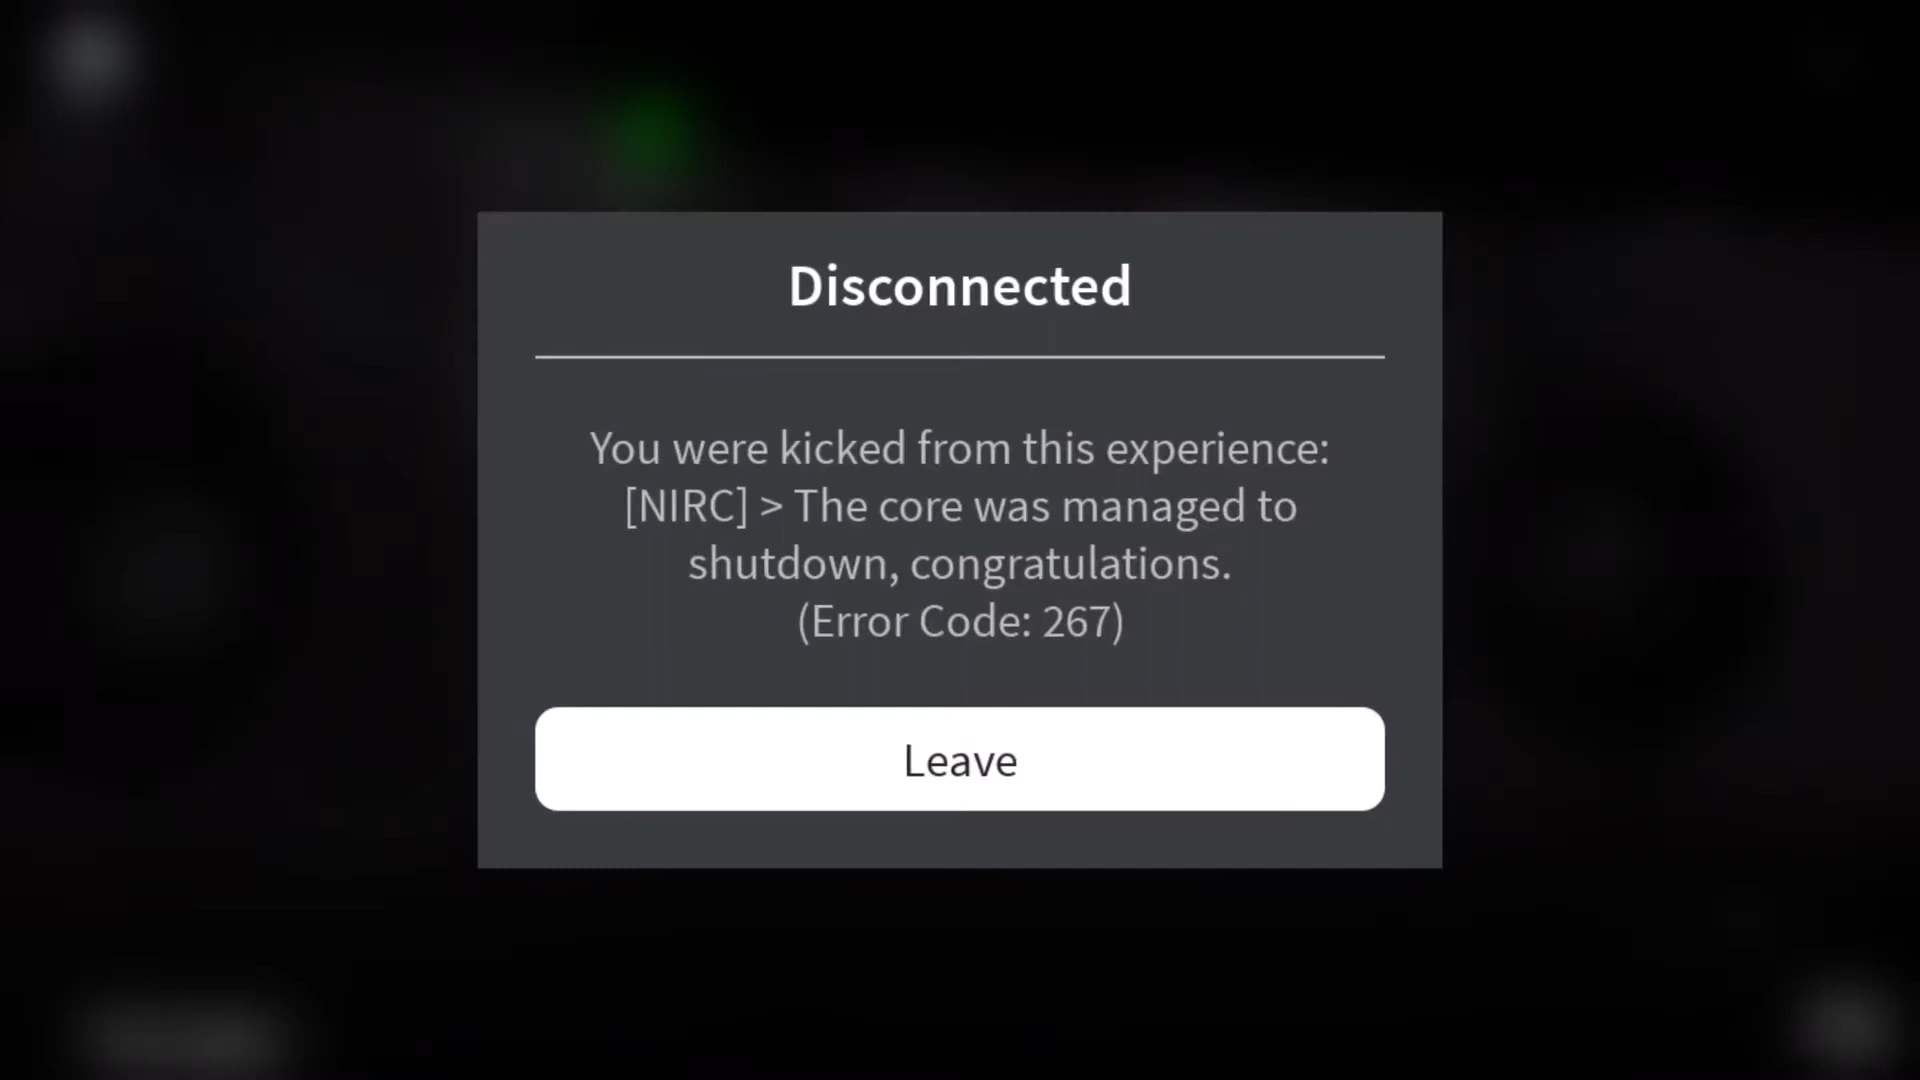 Disconnected
You were kicked from this experience:
[NIRC] > The core was managed to
shutdown, congratulations.
(Error Code: 267)
Leave